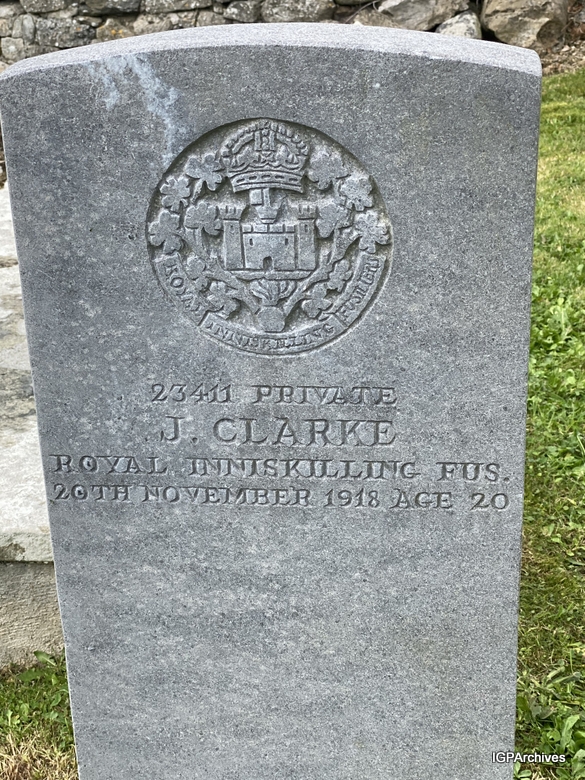 ROYAL INNISKILLING FUSILIERS
23411 PRIVATE
J. CLARKE
ROYAL INNISKILLING FUS.
20TH NOVEMBER 1918 AGE 20
IGPArchives